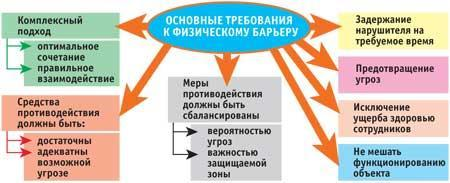 ОСНОВНЫЕ ТРЕБОВАНИЯ
К ФИЗИЧЕСКОМУ БАРЬЕРУ
Комплексный
подход
оптимальное
сочетание
правильное
взаимодействие
Средства
противодействия
должны быть:
достаточны
адекватны
возможной
угрозе
Меры
противодействия
должны быть
сбалансированы
вероятностью
угроз
важностью
защищаемой
зоны
Задержание
нарушителя на
требуемое время
Предотвращение
угроз
Исключение
ущерба здоровью
сотрудников
Не мешать
функционированию
объекта